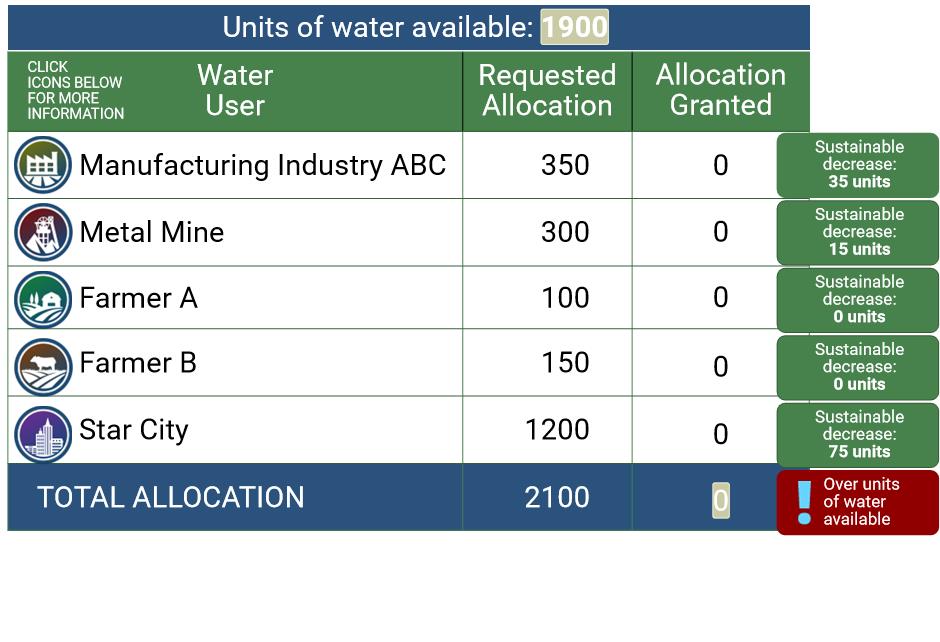 Units of water available: 1900
CLICK
ICONS BELOW
FOR MORE
INFORMATION
Water
User
Requested
Allocation
Allocation
Granted
Manufacturing Industry ABC 350 0
Sustainable
decrease:
35 units
Metal Mine 300 0
Sustainable
decrease:
15 units
Farmer A 100 0
Sustainable
decrease:
0 units
Farmer B 150 0
Sustainable
decrease:
0 units
Star City 1200 0
Sustainable
decrease:
75 units
TOTAL ALLOCATION 2100 0
! Over units
of water
available